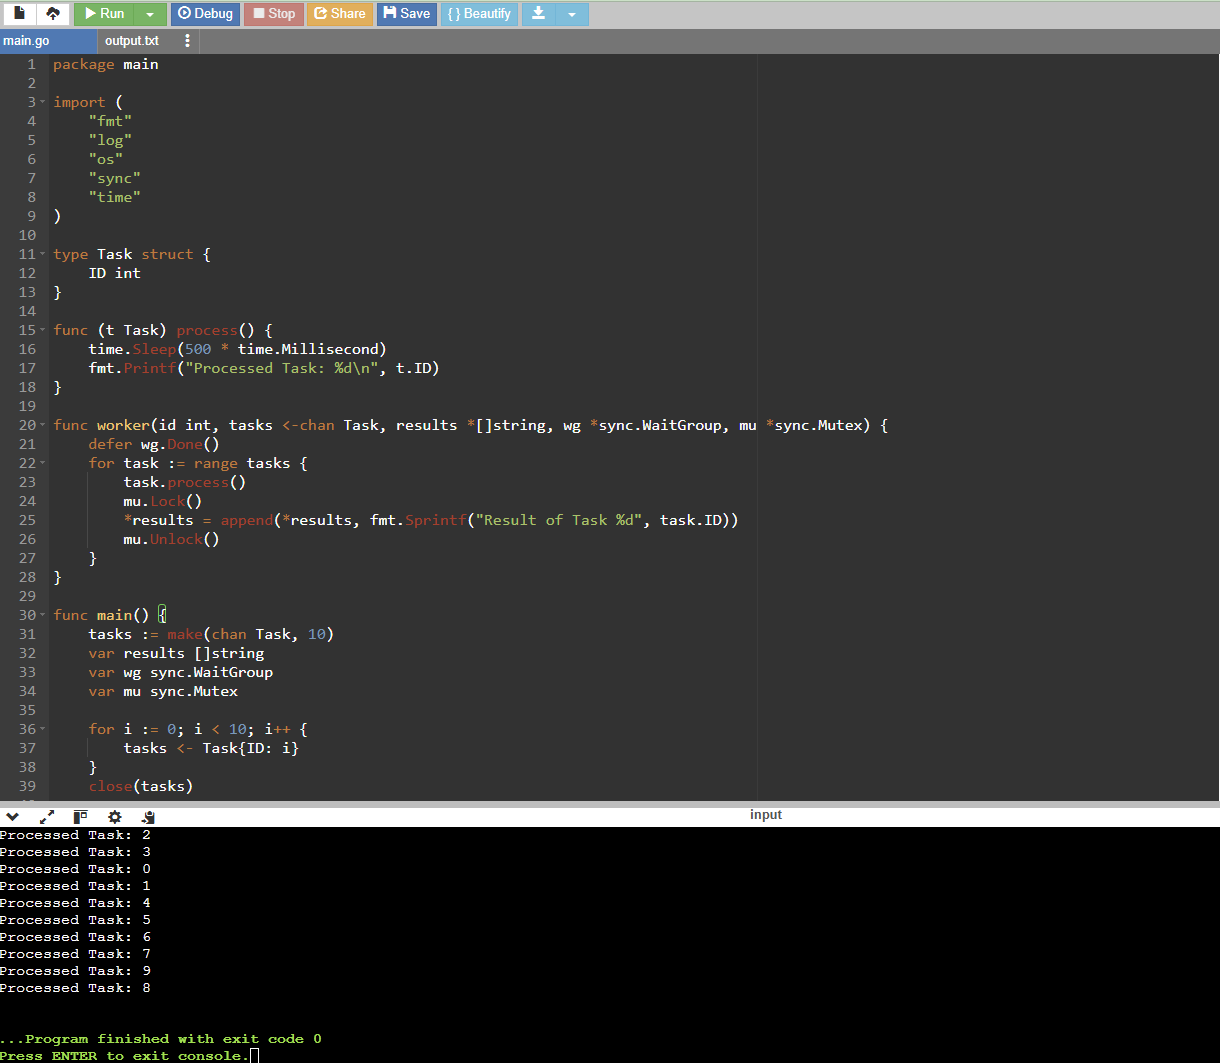 Run Debug Stop Share Save { } Beautify
main.go output.txt
1 package main
2
3 import (
4 "fmt"
5 "log"
6 "os"
7 "sync"
8 "time"
9 )
10
11 type Task struct {
12 ID int
13 }
14
15 func (t Task) process() {
16 time.Sleep(500 * time.Millisecond)
17 fmt.Printf("Processed Task: %d\n", t.ID)
18 }
19
20 func worker(id int, tasks <-chan Task, results *[]string, wg *sync.WaitGroup, mu *sync.Mutex) {
21 defer wg.Done()
22 for task := range tasks {
23 task.process()
24 mu.Lock()
25 *results = append(*results, fmt.Sprintf("Result of Task %d", task.ID))
26 mu.Unlock()
27 }
28 }
29
30 func main() {
31 tasks := make(chan Task, 10)
32 var results []string
33 var wg sync.WaitGroup
34 var mu sync.Mutex
35
36 for i := 0; i < 10; i++ {
37 tasks <- Task{ID: i}
38 }
39 close(tasks)
input
Processed Task: 2
Processed Task: 3
Processed Task: 0
Processed Task: 1
Processed Task: 4
Processed Task: 5
Processed Task: 6
Processed Task: 7
Processed Task: 9
Processed Task: 8
...Program finished with exit code 0
Press ENTER to exit console.